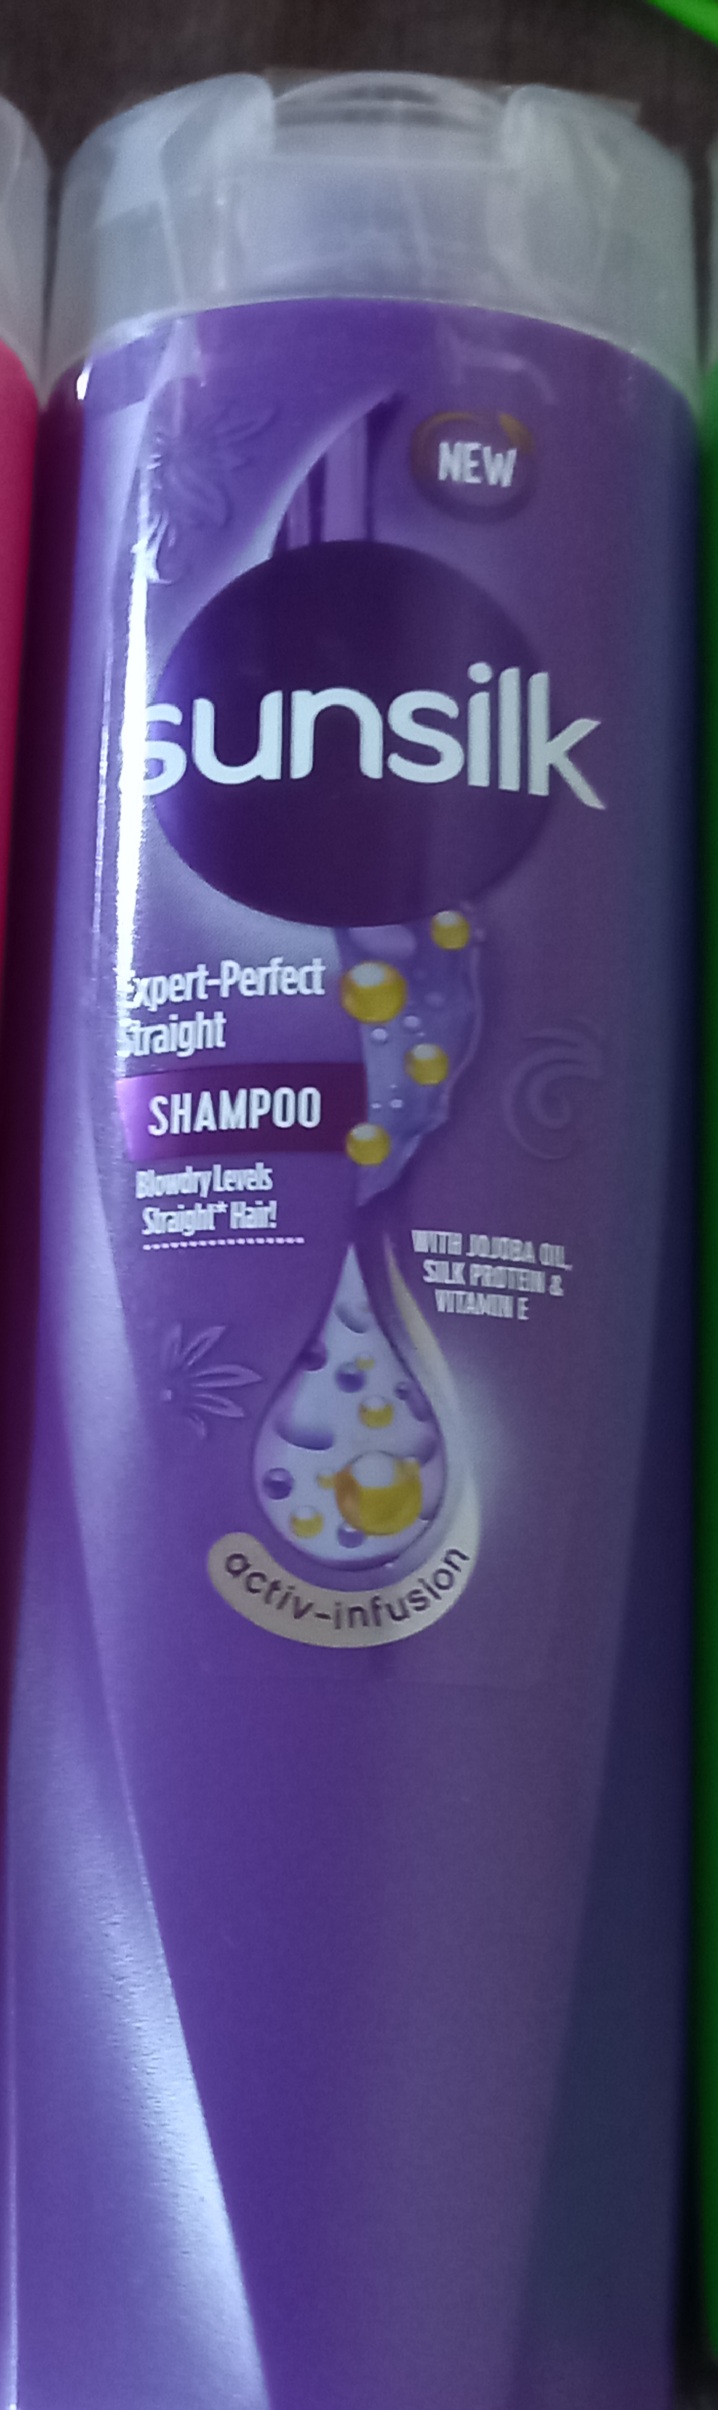 NEW
sunsilk
Expert-Perfect
Straight
SHAMPOO
Blowdry Levels
Straight* Hair!
WITH JOJOBA OIL,
SILK PROTEIN &
VITAMIN E
activ-infusion